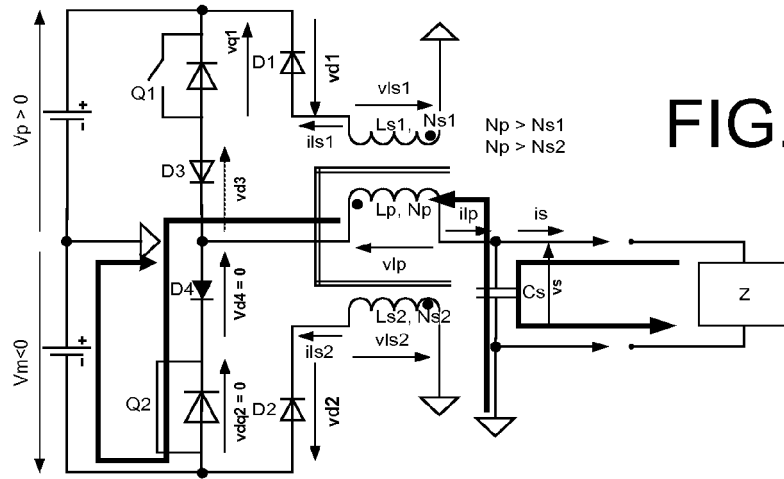 Vp > 0
+
-
Q1
vq1
D1
vd1
vls1
ils1
Ls1, Ns1
Np > Ns1
Np > Ns2
FIG.
D3
vd3
Lp, Np
ilp
is
vlp
D4
Vd4 = 0
Cs
vs
Z
Ls2, Ns2
ils2
vls2
Vm<0
+
-
Q2
vdq2 = 0
D2
vd2